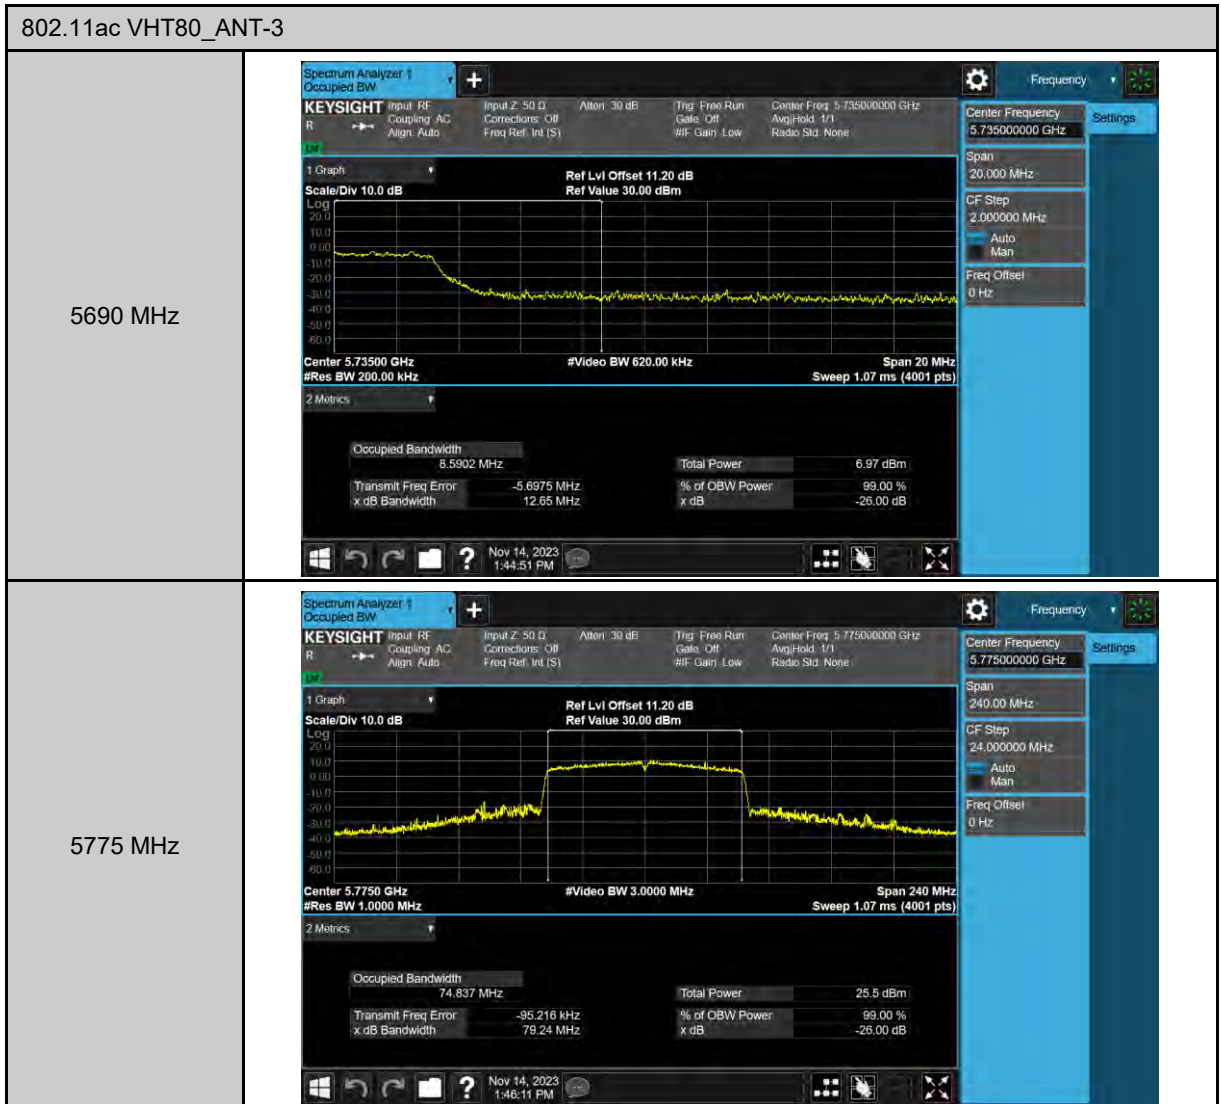 802.11ac VHT80_ANT-3
5690 MHz
Spectrum Analyzer 1
Occupied BW
Frequency
KEYSIGHT
R
Input: RF
Coupling: AC
Align: Auto
Input Z: 50 Ω
Corrections: Off
Freq Ref: Int (S)
Atten: 30 dB
Trig: Free Run
Gate: Off
#IF Gain: Low
Center Freq: 5.735000000 GHz
Avg|Hold: 1/1
Radio Std: None
Center Frequency
5.735000000 GHz
Settings
Span
20.000 MHz
CF Step
2.000000 MHz
Auto
Man
Freq Offset
0 Hz
1 Graph
Scale/Div 10.0 dB
Ref Lvl Offset 11.20 dB
Ref Value 30.00 dBm
Log
20.0
10.0
0.00
-10.0
-20.0
-30.0
-40.0
-50.0
-60.0
Center 5.73500 GHz
#Video BW 620.00 kHz
Span 20 MHz
#Res BW 200.00 kHz
Sweep 1.07 ms (4001 pts)
2 Metrics
Occupied Bandwidth
8.5902 MHz
Total Power 6.97 dBm
Transmit Freq Error -5.6975 MHz
% of OBW Power 99.00 %
x dB Bandwidth 12.65 MHz
x dB -26.00 dB
Nov 14, 2023
1:44:51 PM
5775 MHz
Spectrum Analyzer 1
Occupied BW
Frequency
KEYSIGHT
R
Input: RF
Coupling: AC
Align: Auto
Input Z: 50 Ω
Corrections: Off
Freq Ref: Int (S)
Atten: 30 dB
Trig: Free Run
Gate: Off
#IF Gain: Low
Center Freq: 5.775000000 GHz
Avg|Hold: 1/1
Radio Std: None
Center Frequency
5.775000000 GHz
Settings
Span
240.00 MHz
CF Step
24.000000 MHz
Auto
Man
Freq Offset
0 Hz
1 Graph
Scale/Div 10.0 dB
Ref Lvl Offset 11.20 dB
Ref Value 30.00 dBm
Log
20.0
10.0
0.00
-10.0
-20.0
-30.0
-40.0
-50.0
-60.0
Center 5.7750 GHz
#Video BW 3.0000 MHz
Span 240 MHz
#Res BW 1.0000 MHz
Sweep 1.07 ms (4001 pts)
2 Metrics
Occupied Bandwidth
74.837 MHz
Total Power 25.5 dBm
Transmit Freq Error -95.216 kHz
% of OBW Power 99.00 %
x dB Bandwidth 79.24 MHz
x dB -26.00 dB
Nov 14, 2023
1:46:11 PM